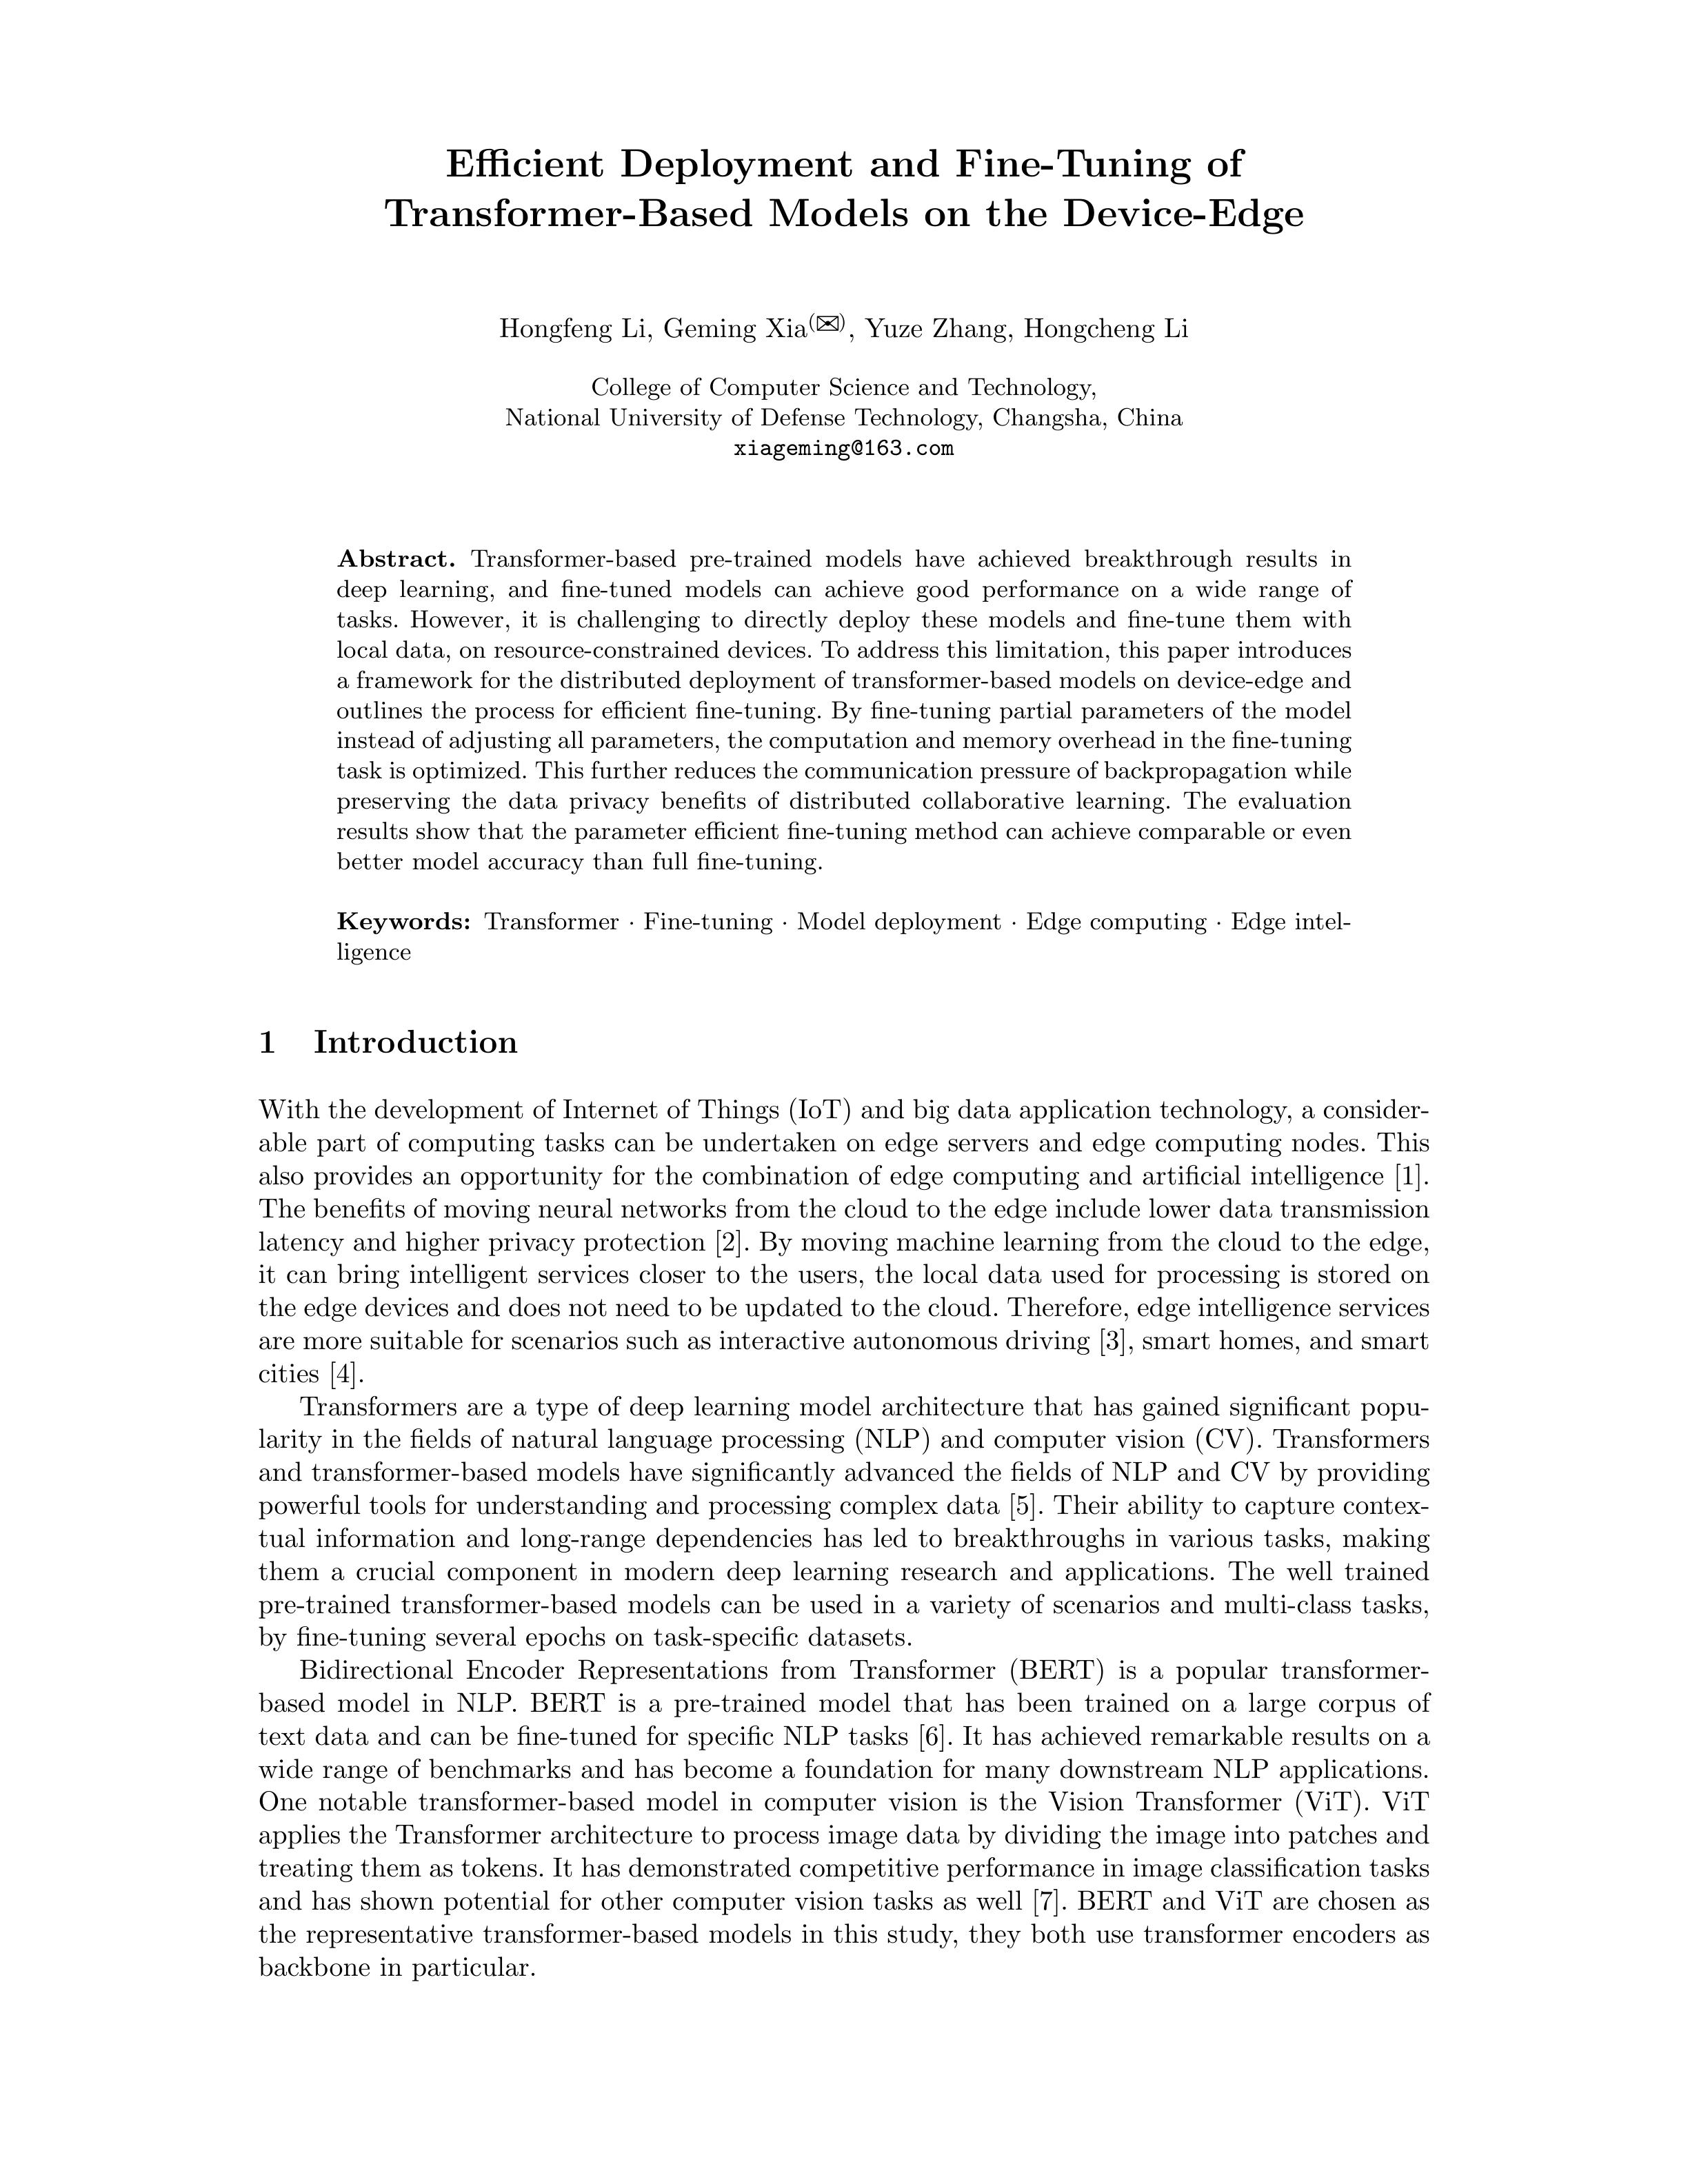 Efficient Deployment and Fine-Tuning of
Transformer-Based Models on the Device-Edge
Hongfeng Li, Geming Xia(✉), Yuze Zhang, Hongcheng Li
College of Computer Science and Technology,
National University of Defense Technology, Changsha, China
xiageming@163.com
Abstract. Transformer-based pre-trained models have achieved breakthrough results in
deep learning, and fine-tuned models can achieve good performance on a wide range of
tasks. However, it is challenging to directly deploy these models and fine-tune them with
local data, on resource-constrained devices. To address this limitation, this paper introduces
a framework for the distributed deployment of transformer-based models on device-edge and
outlines the process for efficient fine-tuning. By fine-tuning partial parameters of the model
instead of adjusting all parameters, the computation and memory overhead in the fine-tuning
task is optimized. This further reduces the communication pressure of backpropagation while
preserving the data privacy benefits of distributed collaborative learning. The evaluation
results show that the parameter efficient fine-tuning method can achieve comparable or even
better model accuracy than full fine-tuning.
Keywords: Transformer · Fine-tuning · Model deployment · Edge computing · Edge intel-
ligence
1 Introduction
With the development of Internet of Things (IoT) and big data application technology, a consider-
able part of computing tasks can be undertaken on edge servers and edge computing nodes. This
also provides an opportunity for the combination of edge computing and artificial intelligence [1].
The benefits of moving neural networks from the cloud to the edge include lower data transmission
latency and higher privacy protection [2]. By moving machine learning from the cloud to the edge,
it can bring intelligent services closer to the users, the local data used for processing is stored on
the edge devices and does not need to be updated to the cloud. Therefore, edge intelligence services
are more suitable for scenarios such as interactive autonomous driving [3], smart homes, and smart
cities [4].
Transformers are a type of deep learning model architecture that has gained significant popu-
larity in the fields of natural language processing (NLP) and computer vision (CV). Transformers
and transformer-based models have significantly advanced the fields of NLP and CV by providing
powerful tools for understanding and processing complex data [5]. Their ability to capture contex-
tual information and long-range dependencies has led to breakthroughs in various tasks, making
them a crucial component in modern deep learning research and applications. The well trained
pre-trained transformer-based models can be used in a variety of scenarios and multi-class tasks,
by fine-tuning several epochs on task-specific datasets.
Bidirectional Encoder Representations from Transformer (BERT) is a popular transformer-
based model in NLP. BERT is a pre-trained model that has been trained on a large corpus of
text data and can be fine-tuned for specific NLP tasks [6]. It has achieved remarkable results on a
wide range of benchmarks and has become a foundation for many downstream NLP applications.
One notable transformer-based model in computer vision is the Vision Transformer (ViT). ViT
applies the Transformer architecture to process image data by dividing the image into patches and
treating them as tokens. It has demonstrated competitive performance in image classification tasks
and has shown potential for other computer vision tasks as well [7]. BERT and ViT are chosen as
the representative transformer-based models in this study, they both use transformer encoders as
backbone in particular.